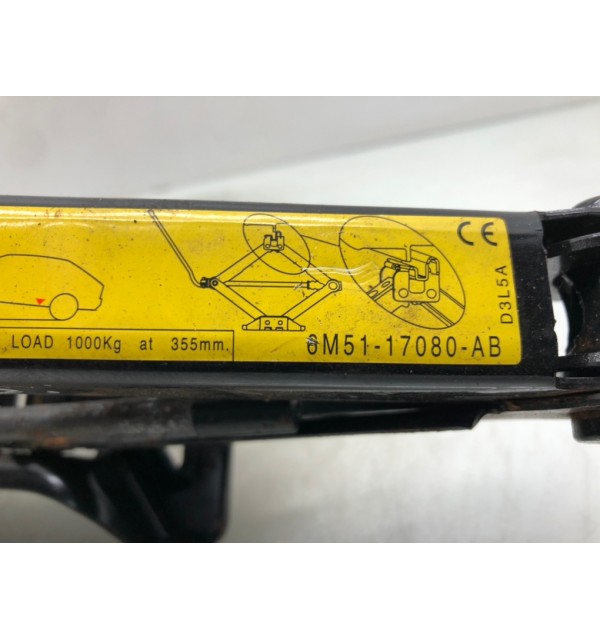 CE
D3L5A
LOAD 1000Kg at 355mm.
6M51-17080-AB